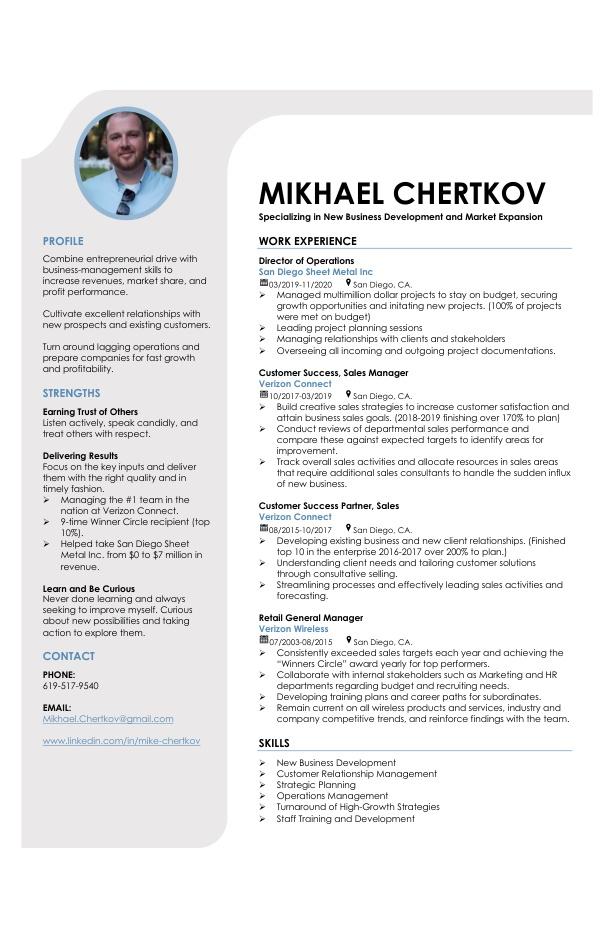 MIKHAEL CHERTKOV
Specializing in New Business Development and Market Expansion
PROFILE
Combine entrepreneurial drive with
business-management skills to
increase revenues, market share, and
profit performance.
Cultivate excellent relationships with
new prospects and existing customers.
Turn around lagging operations and
prepare companies for fast growth
and profitability.
STRENGTHS
Earning Trust of Others
Listen actively, speak candidly, and
treat others with respect.
Delivering Results
Focus on the key inputs and deliver
them with the right quality and in
timely fashion.
➢ Managing the #1 team in the
nation at Verizon Connect.
➢ 9-time Winner Circle recipient (top
10%).
➢ Helped take San Diego Sheet
Metal Inc. from $0 to $7 million in
revenue.
Learn and Be Curious
Never done learning and always
seeking to improve myself. Curious
about new possibilities and taking
action to explore them.
CONTACT
PHONE:
619-517-9540
EMAIL:
Mikhael.Chertkov@gmail.com
www.linkedin.com/in/mike-chertkov
WORK EXPERIENCE
Director of Operations
San Diego Sheet Metal Inc
03/2019-11/2020 San Diego, CA.
➢ Managed multimillion dollar projects to stay on budget, securing
growth opportunities and initating new projects. (100% of projects
were met on budget)
➢ Leading project planning sessions
➢ Managing relationships with clients and stakeholders
➢ Overseeing all incoming and outgoing project documentations.
Customer Success, Sales Manager
Verizon Connect
10/2017-03/2019 San Diego, CA.
➢ Build creative sales strategies to increase customer satisfaction and
attain business sales goals. (2018-2019 finishing over 170% to plan)
➢ Conduct reviews of departmental sales performance and
compare these against expected targets to identify areas for
improvement.
➢ Track overall sales activities and allocate resources in sales areas
that require additional sales consultants to handle the sudden influx
of new business.
Customer Success Partner, Sales
Verizon Connect
08/2015-10/2017 San Diego, CA.
➢ Developing existing business and new client relationships. (Finished
top 10 in the enterprise 2016-2017 over 200% to plan.)
➢ Understanding client needs and tailoring customer solutions
through consultative selling.
➢ Streamlining processes and effectively leading sales activities and
forecasting.
Retail General Manager
Verizon Wireless
07/2003-08/2015 San Diego, CA.
➢ Consistently exceeded sales targets each year and achieving the
“Winners Circle” award yearly for top performers.
➢ Collaborate with internal stakeholders such as Marketing and HR
departments regarding budget and recruiting needs.
➢ Developing training plans and career paths for subordinates.
➢ Remain current on all wireless products and services, industry and
company competitive trends, and reinforce findings with the team.
SKILLS
➢ New Business Development
➢ Customer Relationship Management
➢ Strategic Planning
➢ Operations Management
➢ Turnaround of High-Growth Strategies
➢ Staff Training and Development